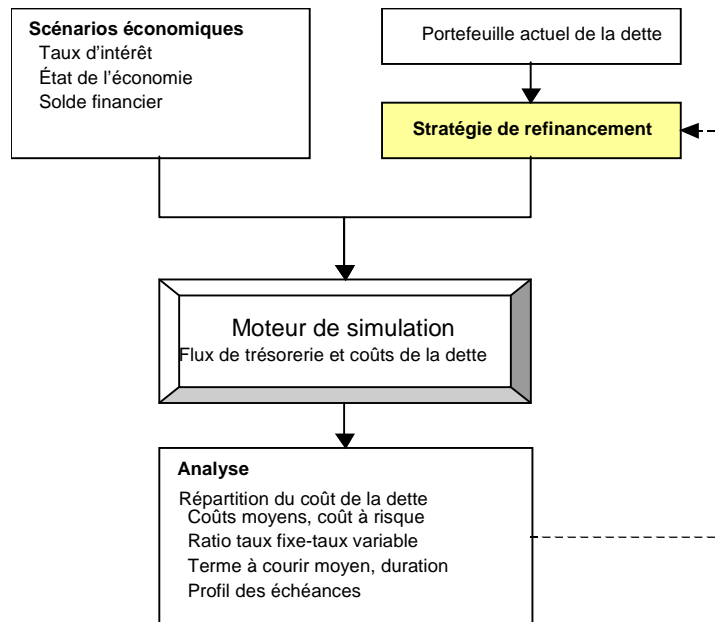 Scénarios économiques
Taux d'intérêt
État de l'économie
Solde financier
Portefeuille actuel de la dette
Stratégie de refinancement
Moteur de simulation
Flux de trésorerie et coûts de la dette
Analyse
Répartition du coût de la dette
Coûts moyens, coût à risque
Ratio taux fixe-taux variable
Terme à courir moyen, duration
Profil des échéances